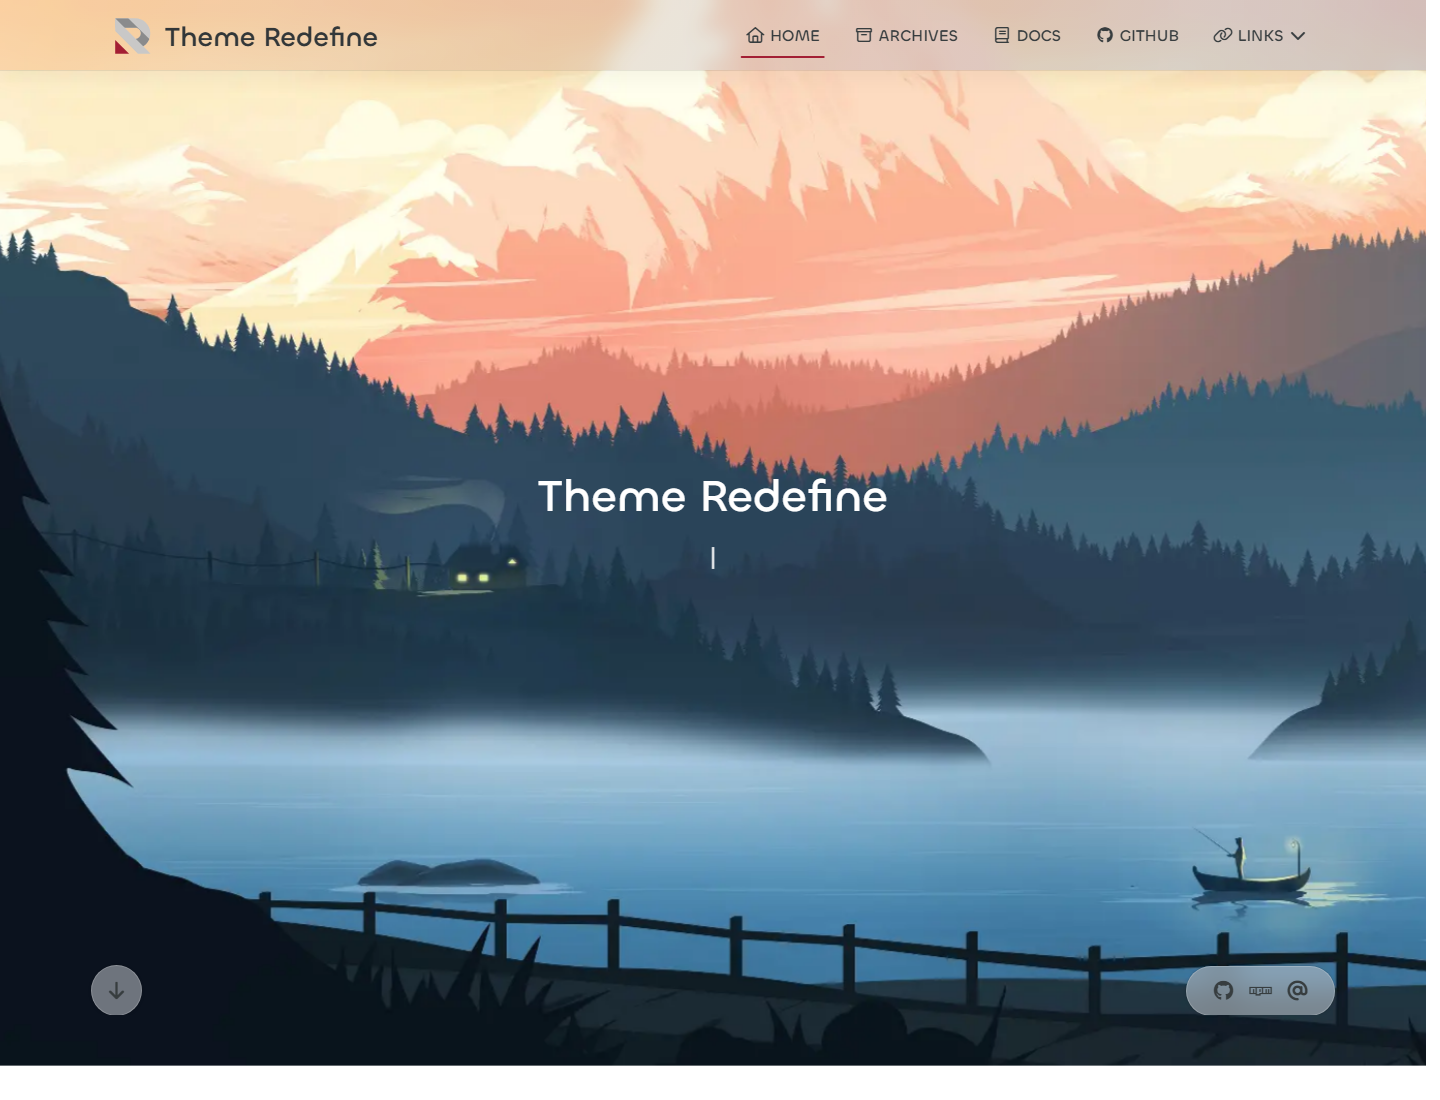 Theme Redefine
HOME
ARCHIVES
DOCS
GITHUB
LINKS
Theme Redefine
npm